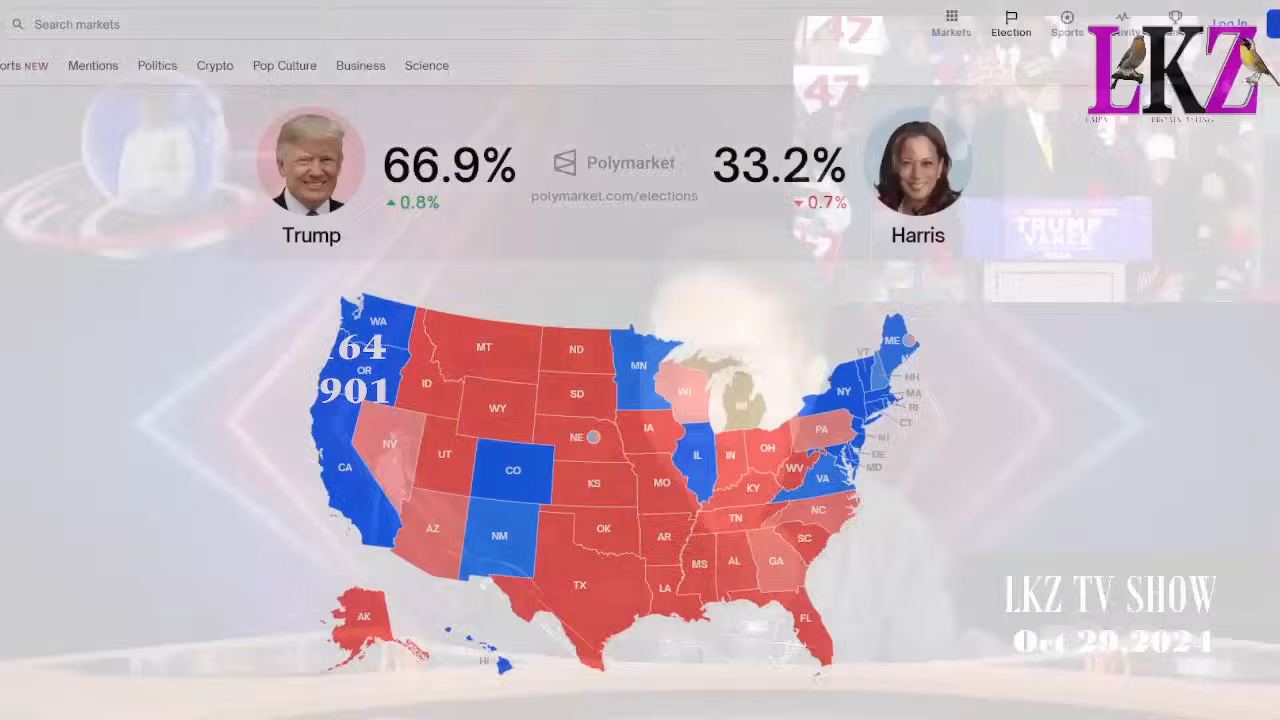 Search markets
Markets
Election
Sports
Log In
47
LKZ
orts NEW
Mentions
Politics
Crypto
Pop Culture
Business
Science
47
66.9%
Polymarket
33.2%
0.8%
polymarket.com/elections
0.7%
Trump
Harris
TRUMP
VANCE
WA
164
OR
901
MT
ND
MN
ID
SD
WY
WI
ME
VT
NH
NY
MA
RI
CT
NV
UT
CO
NE
IA
IL
IN
OH
PA
NJ
DE
MD
CA
KS
MO
WV
VA
KY
AZ
NM
OK
AR
TN
NC
SC
MS
AL
GA
TX
LA
FL
AK
HI
LKZ TV SHOW
Oct 29.2024